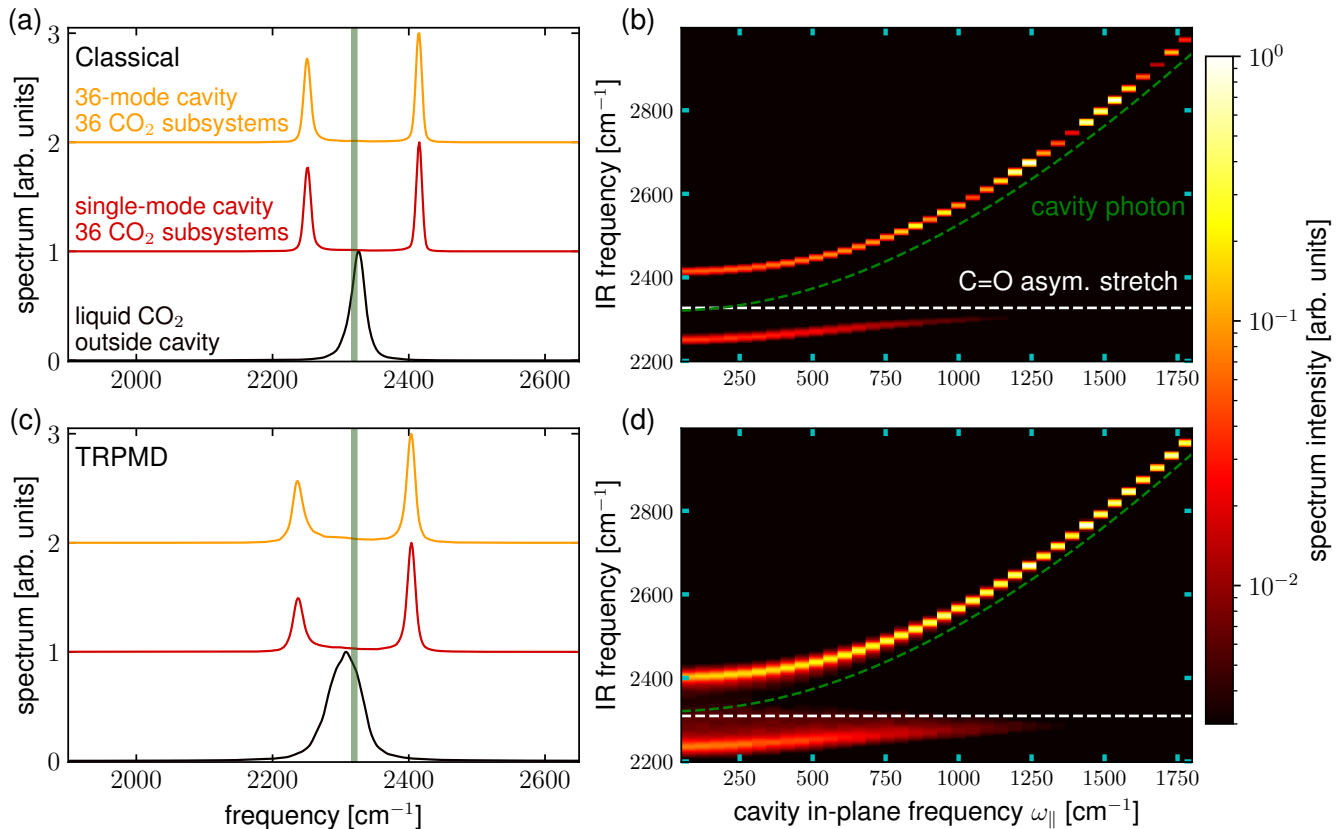 (a)
Classical
36-mode cavity
36 CO₂ subsystems
single-mode cavity
36 CO₂ subsystems
liquid CO₂
outside cavity
spectrum [arb. units]
3
2
1
0
2000
2200
2400
2600
(b)
IR frequency [cm⁻¹]
2800
2600
2400
2200
cavity photon
C=O asym. stretch
250
500
750
1000
1250
1500
1750
(c)
TRPMD
spectrum [arb. units]
3
2
1
0
2000
2200
2400
2600
frequency [cm⁻¹]
(d)
IR frequency [cm⁻¹]
2800
2600
2400
2200
250
500
750
1000
1250
1500
1750
cavity in-plane frequency ω∥ [cm⁻¹]
10⁰
10⁻¹
10⁻²
spectrum intensity [arb. units]